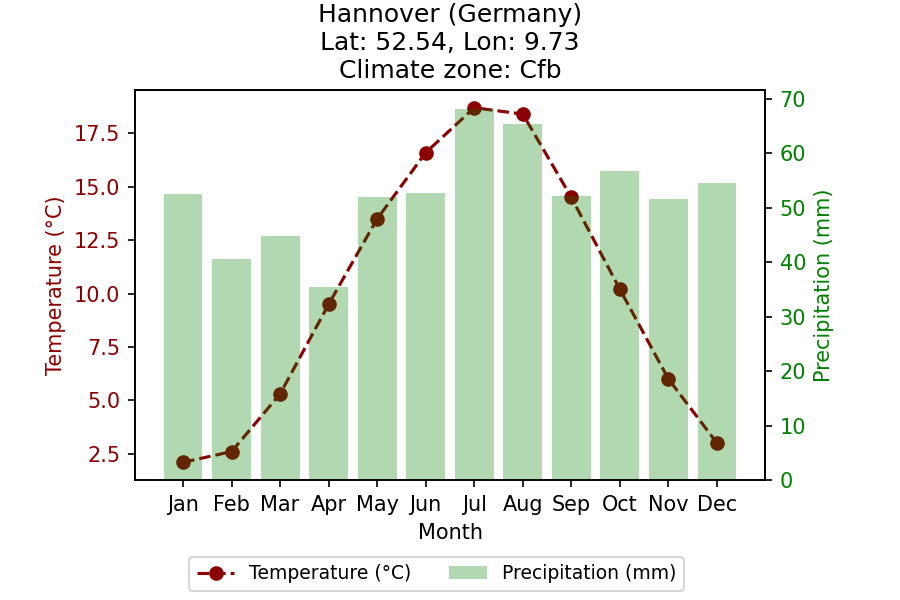 Hannover (Germany)
Lat: 52.54, Lon: 9.73
Climate zone: Cfb
Temperature (°C)
17.5
15.0
12.5
10.0
7.5
5.0
2.5
70
60
50
40
30
20
10
0
Precipitation (mm)
Jan Feb Mar Apr May Jun Jul Aug Sep Oct Nov Dec
Month
Temperature (°C) Precipitation (mm)